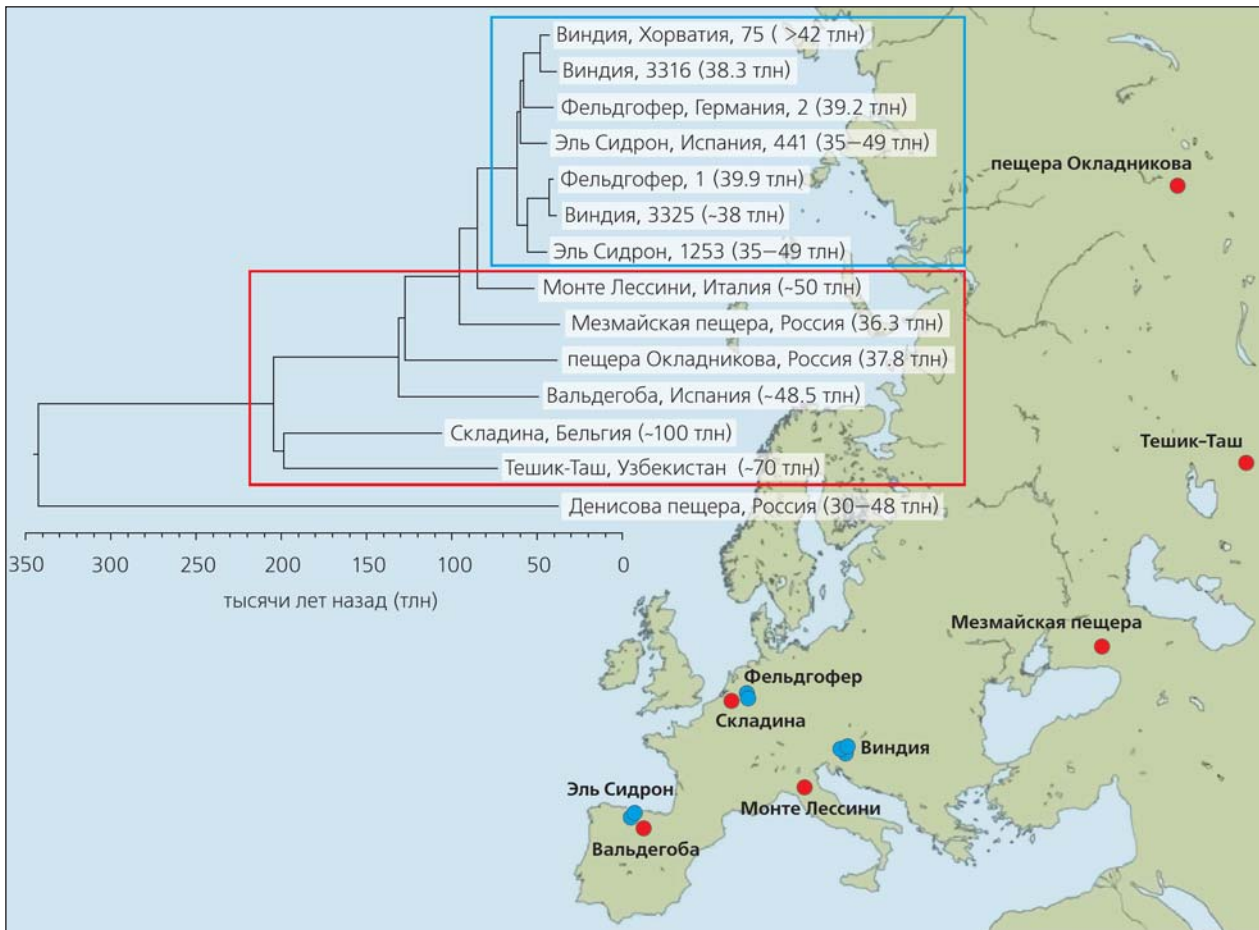 Виндия, Хорватия, 75 ( >42 тлн)
Виндия, 3316 (38.3 тлн)
Фельдгофер, Германия, 2 (39.2 тлн)
Эль Сидрон, Испания, 441 (35–49 тлн)
Фельдгофер, 1 (39.9 тлн)
Виндия, 3325 (~38 тлн)
Эль Сидрон, 1253 (35–49 тлн)
Монте Лессини, Италия (~50 тлн)
Мезмайская пещера, Россия (36.3 тлн)
пещера Окладникова, Россия (37.8 тлн)
Вальдегоба, Испания (~48.5 тлн)
Складина, Бельгия (~100 тлн)
Тешик-Таш, Узбекистан (~70 тлн)
Денисова пещера, Россия (30–48 тлн)
350 300 250 200 150 100 50 0
тысячи лет назад (тлн)
пещера Окладникова
Тешик-Таш
Мезмайская пещера
Фельдгофер
Складина
Виндия
Эль Сидрон
Монте Лессини
Вальдегоба